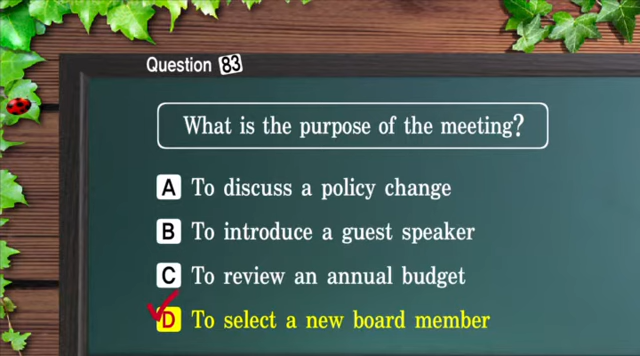 Question 83
What is the purpose of the meeting?
A To discuss a policy change
B To introduce a guest speaker
C To review an annual budget
D To select a new board member